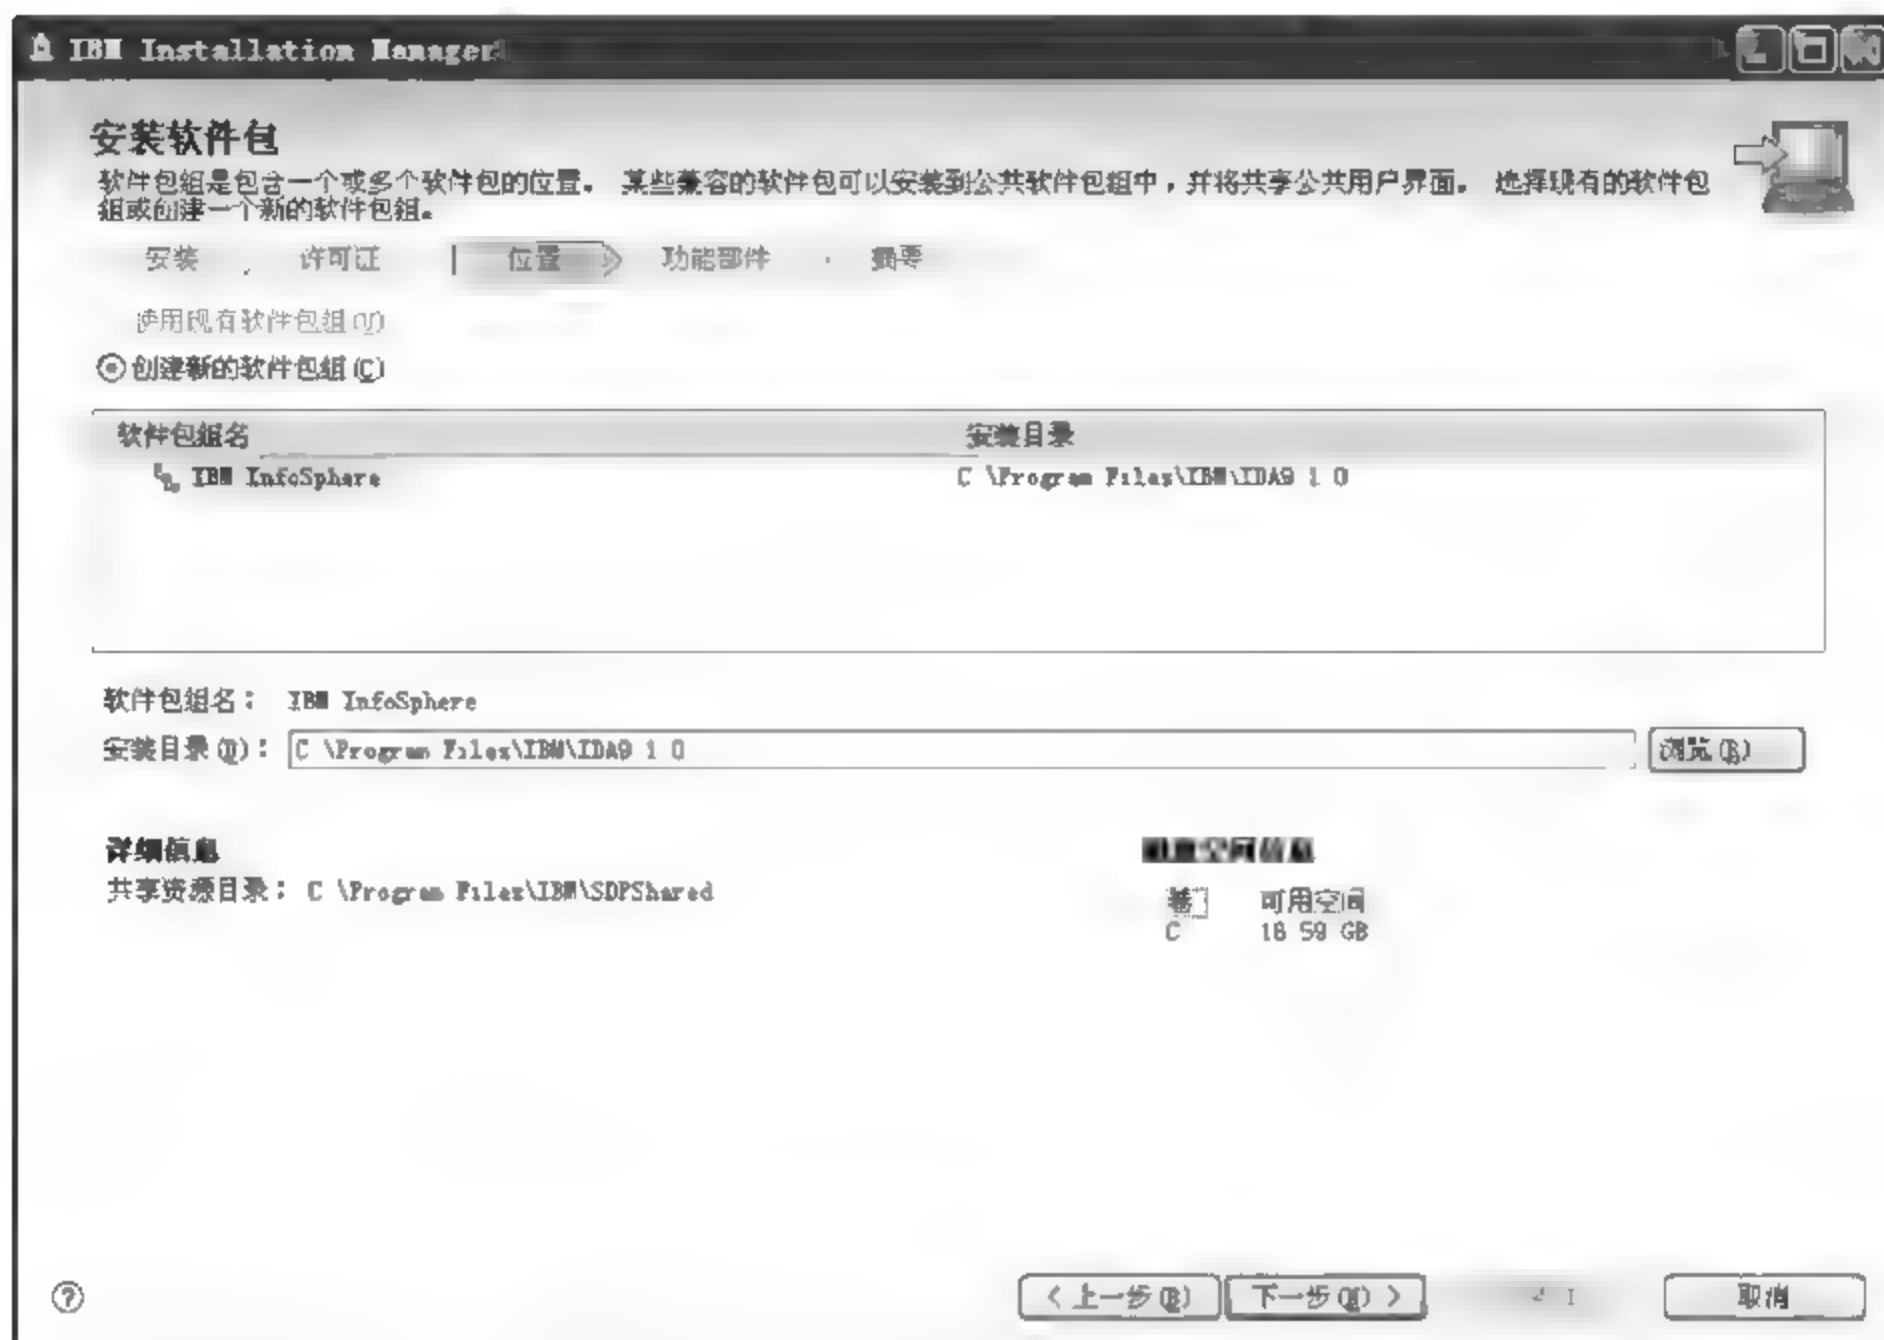 IBM Installation Manager
安装软件包
软件包组是包含一个或多个软件包的位置。 某些兼容的软件包可以安装到公共软件包组中，并将共享公共用户界面。 选择现有的软件包
组或创建一个新的软件包组。
安装 许可证 位置 功能部件 摘要
使用现有软件包组
创建新的软件包组(C)
软件包组名 安装目录
IBM InfoSphere C \Program Files\IBM\IDA9 1 0
软件包组名： IBM InfoSphere
安装目录(D)： C \Program Files\IBM\IDA9 1 0 浏览(B)
详细信息 磁盘空间信息
共享资源目录： C \Program Files\IBM\SDPShared
卷 可用空间
C GB
< 上一步(B) 下一步(N) > 取消